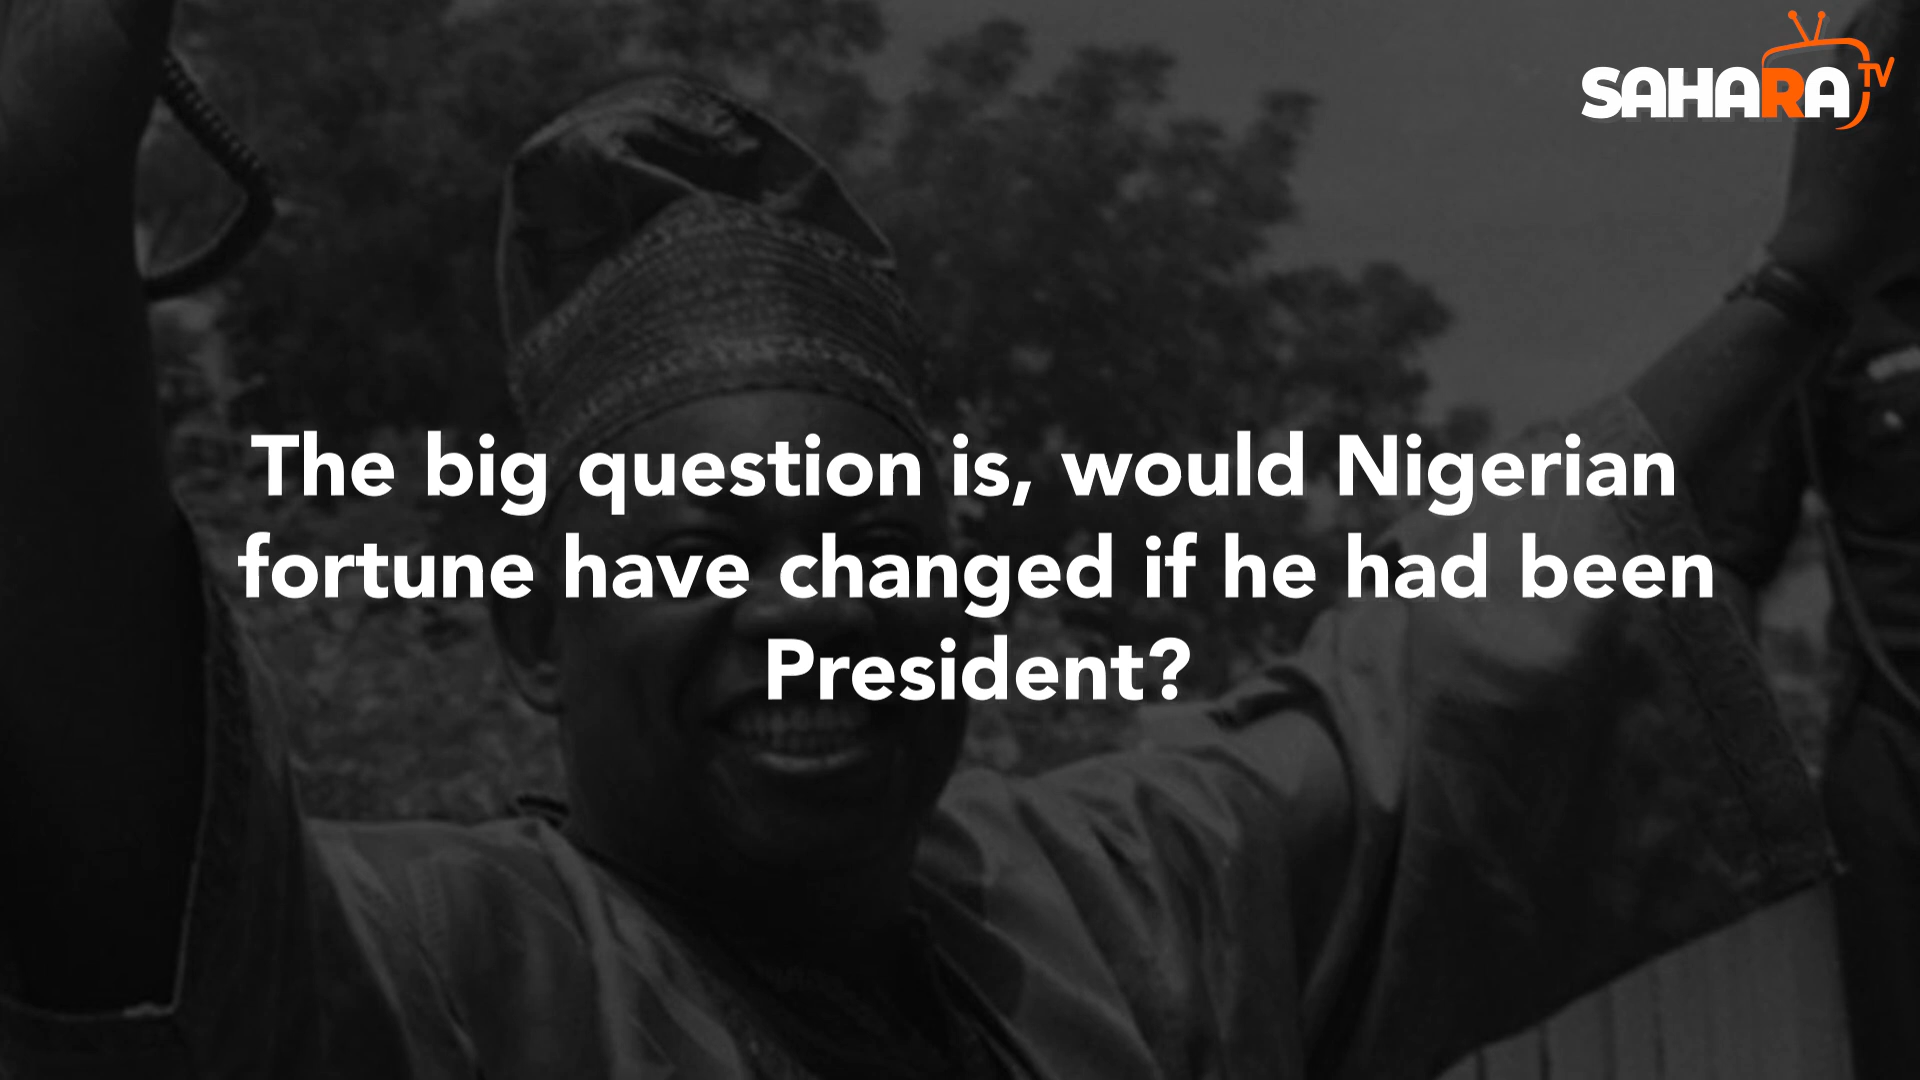 SAHARA TV
The big question is, would Nigerian
fortune have changed if he had been
President?